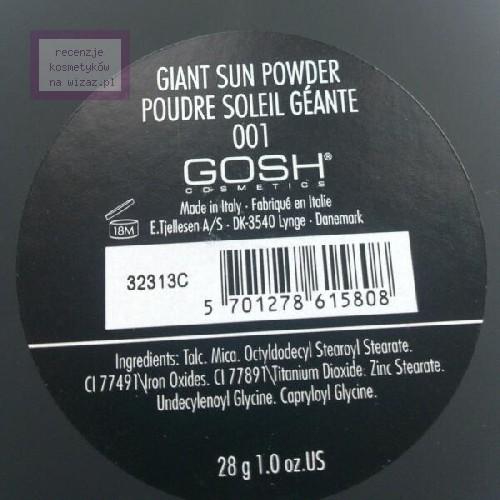 recenzje
kosmetyków
na wizaz.pl
GIANT SUN POWDER
POUDRE SOLEIL GÉANTE
001
GOSH®
COSMETICS
Made in Italy · Fabriqué en Italie
18M
E.Tjellesen A/S - DK-3540 Lynge - Danemark
32313C
5 701278 615808
Ingredients: Talc. Mica. Octyldodecyl Stearoyl Stearate.
CI 77491\Iron Oxides. CI 77891\Titanium Dioxide. Zinc Stearate.
Undecylenoyl Glycine. Capryloyl Glycine.
28 g 1.0 oz.US